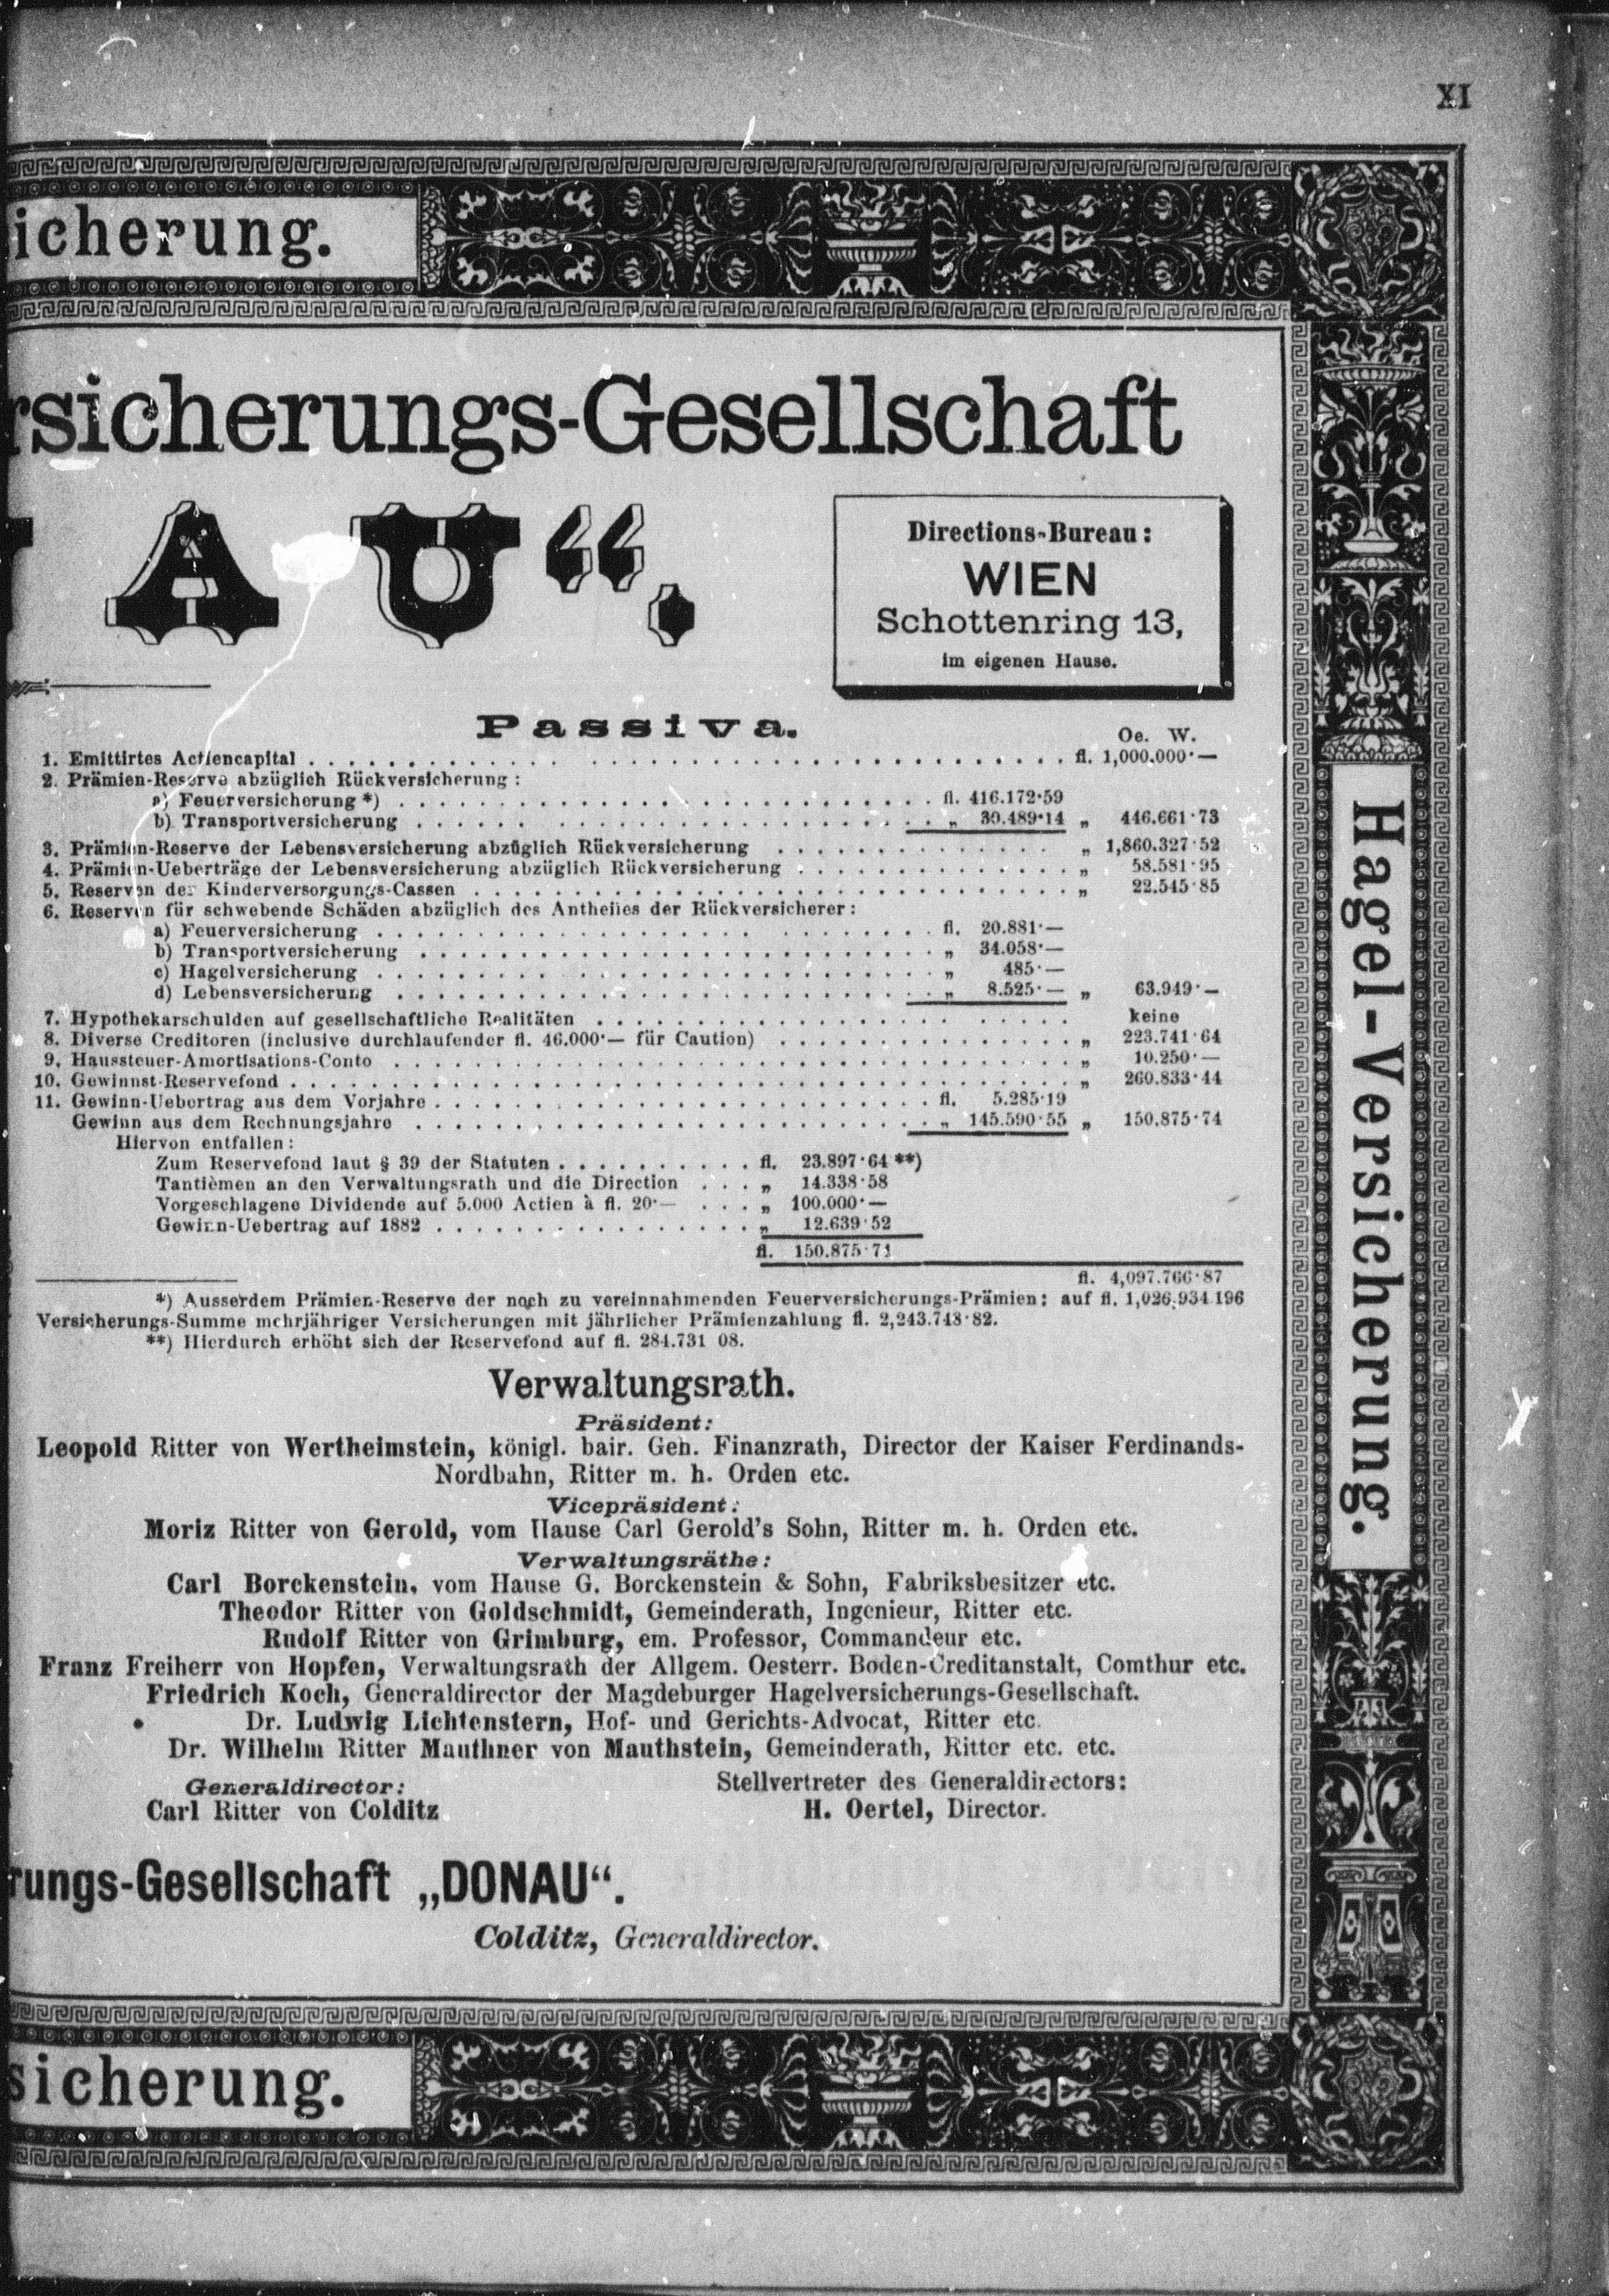 XI
icherung.
rsicherungs-Gesellschaft
AU“.
Directions-Bureau:
WIEN
Schottenring 13,
im eigenen Hause.
Passiva.
Oe. W.
1. Emittirtes Actiencapital . . . fl. 1,000.000·—
2. Prämien-Reserve abzüglich Rückversicherung:
a) Feuerversicherung *) . . . fl. 416.172·59
b) Transportversicherung . . . „ 30.489·14 „ 446.661·73
3. Prämien-Reserve der Lebensversicherung abzüglich Rückversicherung . . . „ 1,860.327·52
4. Prämien-Ueberträge der Lebensversicherung abzüglich Rückversicherung . . . „ 58.581·95
5. Reserven der Kinderversorgungs-Cassen . . . „ 22.545·85
6. Reserven für schwebende Schäden abzüglich des Antheiles der Rückversicherer:
a) Feuerversicherung . . . fl. 20.881·—
b) Transportversicherung . . . „ 34.058·—
c) Hagelversicherung . . . „ 485·—
d) Lebensversicherung . . . „ 8.525·— „ 63.949·—
7. Hypothekarschulden auf gesellschaftliche Realitäten . . . keine
8. Diverse Creditoren (inclusive durchlaufender fl. 46.000·— für Caution) . . . „ 223.741·64
9. Haussteuer-Amortisations-Conto . . . „ 10.250·—
10. Gewinnst-Reservefond . . . „ 260.833·44
11. Gewinn-Uebertrag aus dem Vorjahre . . . fl. 5.285·19
Gewinn aus dem Rechnungsjahre . . . „ 145.590·55 „ 150.875·74
Hiervon entfallen:
Zum Reservefond laut § 39 der Statuten . . . fl. 23.897·64 **)
Tantièmen an den Verwaltungsrath und die Direction . . . „ 14.338·58
Vorgeschlagene Dividende auf 5.000 Actien à fl. 20·— . . . „ 100.000·—
Gewinn-Uebertrag auf 1882 . . . „ 12.639·52
fl. 150.875·74
fl. 4,097.766·87
*) Ausserdem Prämien-Reserve der noch zu vereinnahmenden Feuerversicherungs-Prämien: auf fl. 1,026,934.196
Versicherungs-Summe mehrjähriger Versicherungen mit jährlicher Prämienzahlung fl. 2,243.748·82.
**) Hierdurch erhöht sich der Reservefond auf fl. 284.731 08.
Verwaltungsrath.
Präsident:
Leopold Ritter von Wertheimstein, königl. bair. Geh. Finanzrath, Director der Kaiser Ferdinands-
Nordbahn, Ritter m. h. Orden etc.
Vicepräsident:
Moriz Ritter von Gerold, vom Hause Carl Gerold's Sohn, Ritter m. h. Orden etc.
Verwaltungsräthe:
Carl Borckenstein, vom Hause G. Borckenstein & Sohn, Fabriksbesitzer etc.
Theodor Ritter von Goldschmidt, Gemeinderath, Ingenieur, Ritter etc.
Rudolf Ritter von Grimburg, em. Professor, Commandeur etc.
Franz Freiherr von Hopfen, Verwaltungsrath der Allgem. Oesterr. Boden-Creditanstalt, Comthur etc.
Friedrich Koch, Generaldirector der Magdeburger Hagelversicherungs-Gesellschaft.
Dr. Ludwig Lichtenstern, Hof- und Gerichts-Advocat, Ritter etc.
Dr. Wilhelm Ritter Mauthner von Mauthstein, Gemeinderath, Ritter etc. etc.
Generaldirector:
Carl Ritter von Colditz
Stellvertreter des Generaldirectors:
H. Oertel, Director.
rungs-Gesellschaft „DONAU“.
Colditz, Generaldirector.
sicherung.
Hagel-Versicherung.